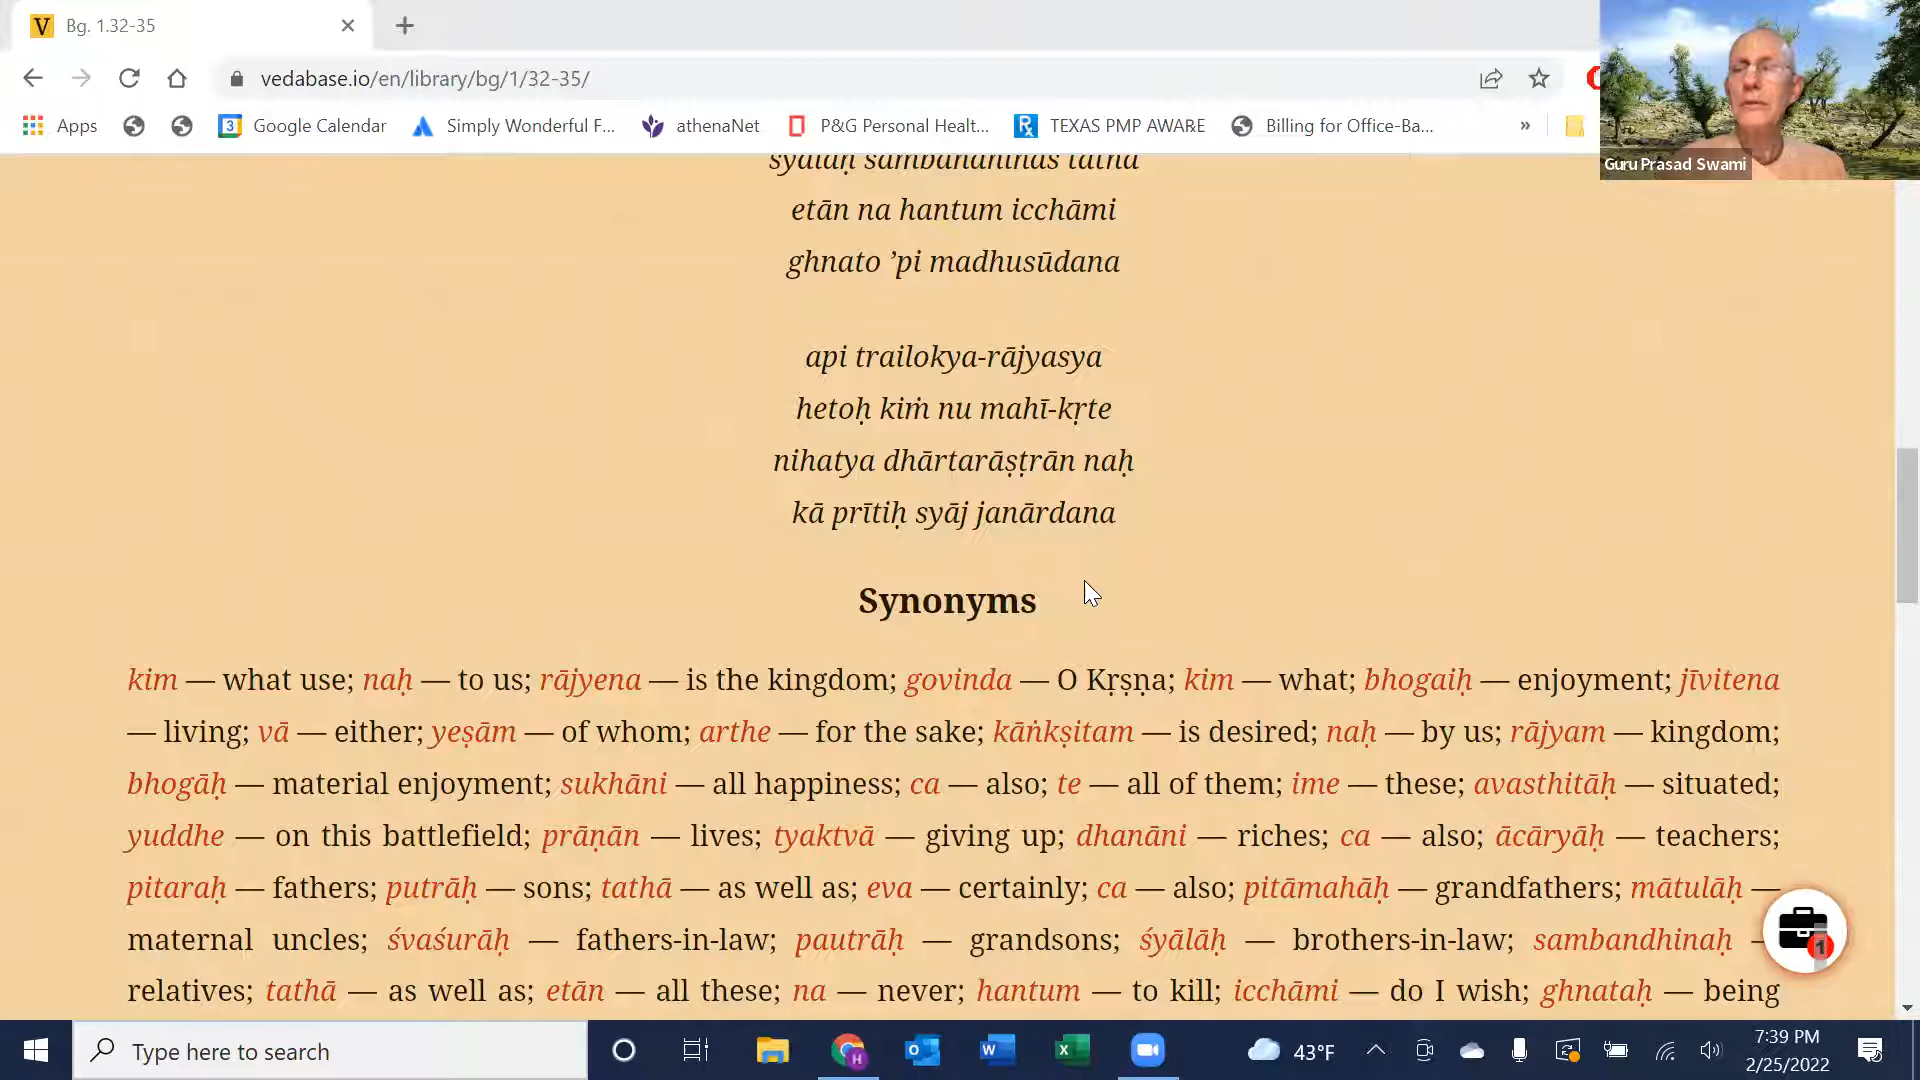 Bg. 1.32-35
vedabase.io/en/library/bg/1/32-35/
Apps
3
Google Calendar
Simply Wonderful F...
athenaNet
P&G Personal Healt...
TEXAS PMP AWARE
Billing for Office-Ba...
»
Guru Prasad Swami
śyālāḥ sambandhinas tathā
etān na hantum icchāmi
ghnato ’pi madhusūdana
api trailokya-rājyasya
hetoḥ kiṁ nu mahī-kṛte
nihatya dhārtarāṣṭrān naḥ
kā prītiḥ syāj janārdana
Synonyms
kim — what use; naḥ — to us; rājyena — is the kingdom; govinda — O Kṛṣṇa; kim — what; bhogaiḥ — enjoyment; jīvitena
— living; vā — either; yeṣām — of whom; arthe — for the sake; kāṅkṣitam — is desired; naḥ — by us; rājyam — kingdom;
bhogāḥ — material enjoyment; sukhāni — all happiness; ca — also; te — all of them; ime — these; avasthitāḥ — situated;
yuddhe — on this battlefield; prāṇān — lives; tyaktvā — giving up; dhanāni — riches; ca — also; ācāryāḥ — teachers;
pitaraḥ — fathers; putrāḥ — sons; tathā — as well as; eva — certainly; ca — also; pitāmahāḥ — grandfathers; mātulāḥ —
maternal uncles; śvaśurāḥ — fathers-in-law; pautrāḥ — grandsons; śyālāḥ — brothers-in-law; sambandhinaḥ —
relatives; tathā — as well as; etān — all these; na — never; hantum — to kill; icchāmi — do I wish; ghnataḥ — being
1
Type here to search
43°F
7:39 PM
2/25/2022